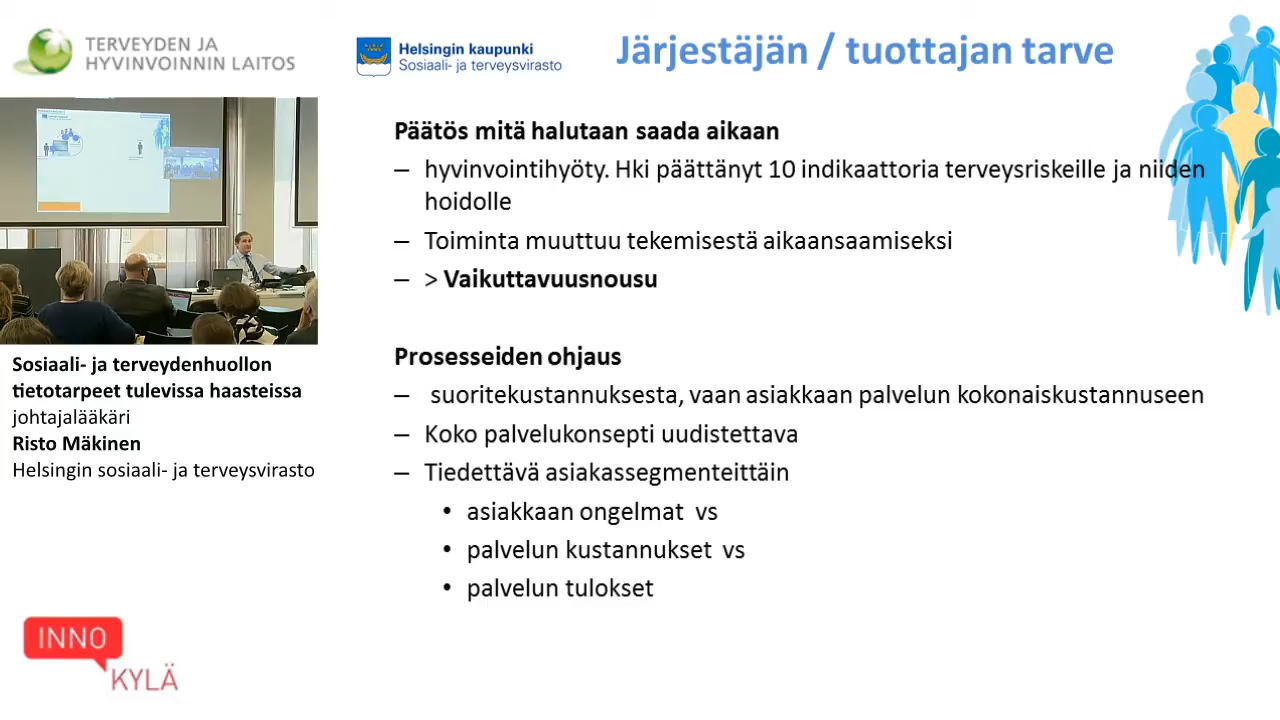 TERVEYDEN JA
HYVINVOINNIN LAITOS
Helsingin kaupunki
Sosiaali- ja terveysvirasto
Järjestäjän / tuottajan tarve
Päätös mitä halutaan saada aikaan
– hyvinvointihyöty. Hki päättänyt 10 indikaattoria terveysriskeille ja niiden
hoidolle
– Toiminta muuttuu tekemisestä aikaansaamiseksi
– > Vaikuttavuusnousu
Prosesseiden ohjaus
– suoritekustannuksesta, vaan asiakkaan palvelun kokonaiskustannuseen
– Koko palvelukonsepti uudistettava
– Tiedettävä asiakassegmenteittäin
• asiakkaan ongelmat vs
• palvelun kustannukset vs
• palvelun tulokset
Sosiaali- ja terveydenhuollon
tietotarpeet tulevissa haasteissa
johtajalääkäri
Risto Mäkinen
Helsingin sosiaali- ja terveysvirasto
INNO
KYLÄ